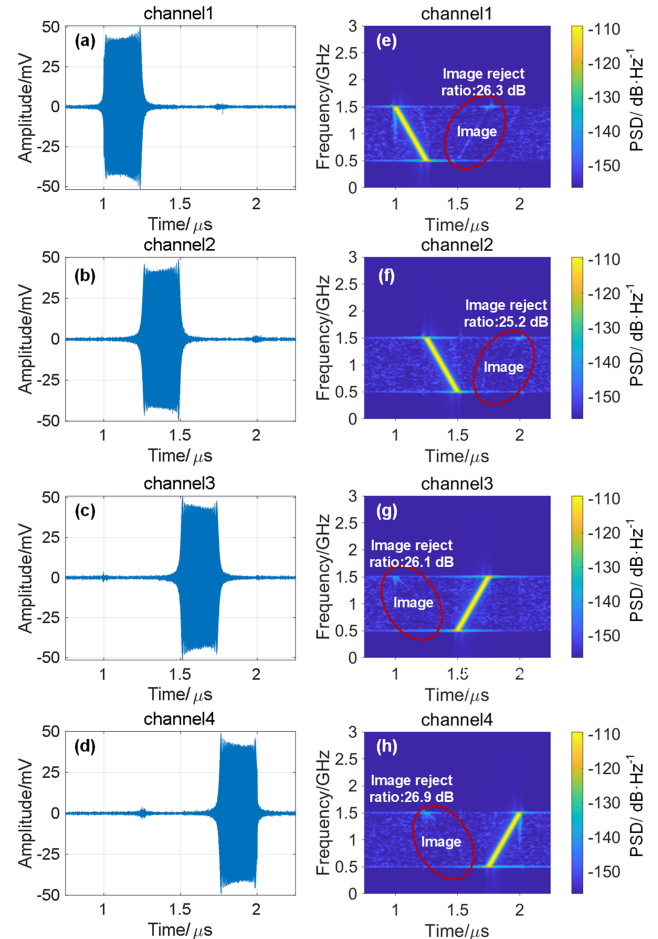 channel1
(a)
50
25
0
-25
-50
Amplitude/mV
1
1.5
2
Time/ μs
channel1
(e)
Image reject
ratio:26.3 dB
Image
3
2.5
2
1.5
1
0.5
0
Frequency/GHz
1
1.5
2
Time/ μs
-110
-120
-130
-140
-150
PSD/ dB·Hz-1
channel2
(b)
50
25
0
-25
-50
Amplitude/mV
1
1.5
2
Time/ μs
channel2
(f)
Image reject
ratio:25.2 dB
Image
3
2.5
2
1.5
1
0.5
0
Frequency/GHz
1
1.5
2
Time/ μs
-110
-120
-130
-140
-150
PSD/ dB·Hz-1
channel3
(c)
50
25
0
-25
-50
Amplitude/mV
1
1.5
2
Time/ μs
channel3
(g)
Image reject
ratio:26.1 dB
Image
3
2.5
2
1.5
1
0.5
0
Frequency/GHz
1
1.5
2
Time/μs
-110
-120
-130
-140
-150
PSD/ dB·Hz-1
channel4
(d)
50
25
0
-25
-50
Amplitude/mV
1
1.5
2
Time/ μs
channel4
(h)
Image reject
ratio:26.9 dB
Image
3
2.5
2
1.5
1
0.5
0
Frequency/GHz
1
1.5
2
Time/ μs
-110
-120
-130
-140
-150
PSD/ dB·Hz-1